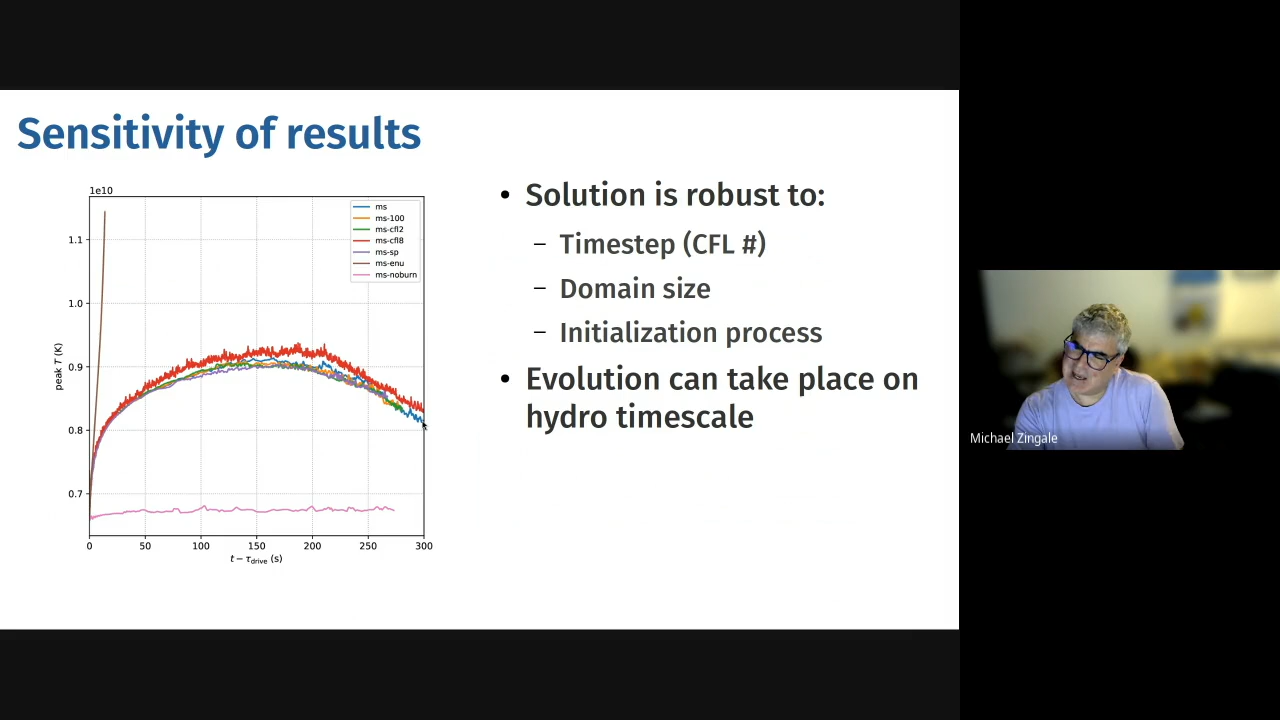 Sensitivity of results
1e10
1.1
1.0
0.9
0.8
0.7
peak T (K)
0 50 100 150 200 250 300
t − τdrive (s)
ms
ms-100
ms-cfl2
ms-cfl8
ms-sp
ms-enu
ms-noburn
• Solution is robust to:
– Timestep (CFL #)
– Domain size
– Initialization process
• Evolution can take place on
hydro timescale
Michael Zingale